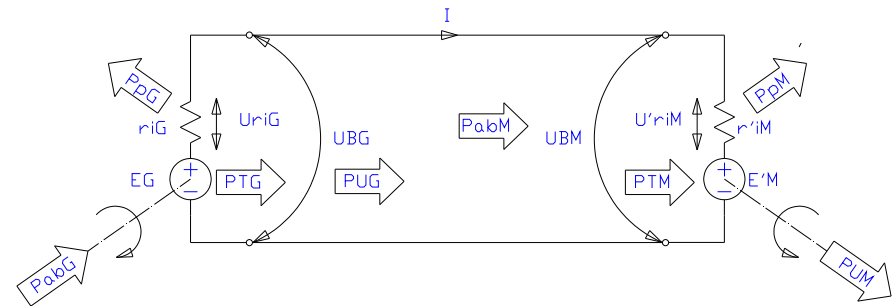 I
PpG
PpM
riG
UriG
UBG
PabM
UBM
U'riM
r'iM
EG
PTG
PUG
PTM
E'M
PabG
PUM